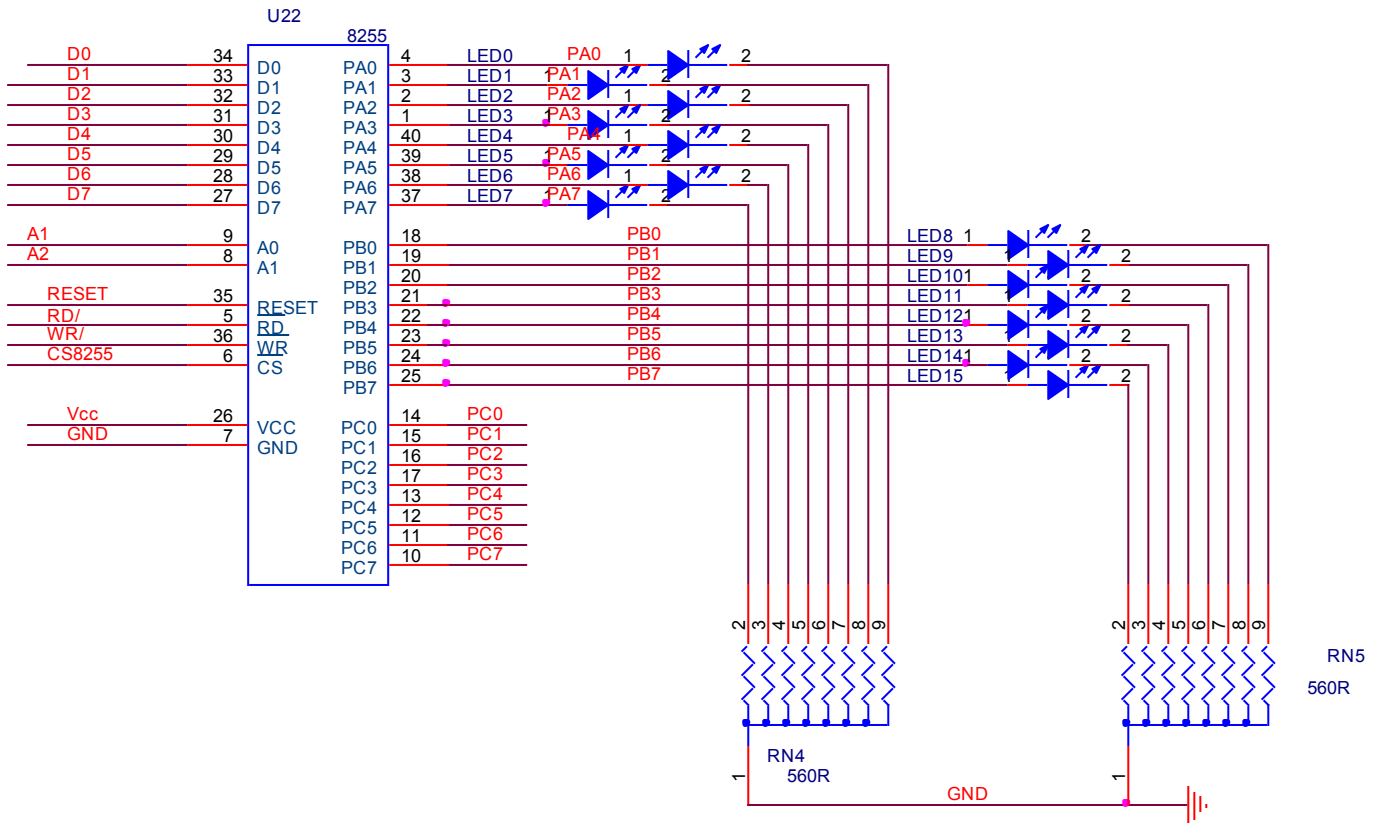 U22
8255
D0 34 D0 PA0 4 LED0 PA0 1 2
D1 33 D1 PA1 3 LED1 1 PA1 2
D2 32 D2 PA2 2 LED2 PA2 1 2
D3 31 D3 PA3 1 LED3 1 PA3 2
D4 30 D4 PA4 40 LED4 PA4 1 2
D5 29 D5 PA5 39 LED5 1 PA5 2
D6 28 D6 PA6 38 LED6 PA6 1 2
D7 27 D7 PA7 37 LED7 1 PA7 2
A1 9 A0 PB0 18 PB0 LED8 1 2
A2 8 A1 PB1 19 PB1 LED9 1 2
PB2 20 PB2 LED10 1 2
RESET 35 RESET PB3 21 PB3 LED11 1 2
RD/ 5 RD PB4 22 PB4 LED12 1 2
WR/ 36 WR PB5 23 PB5 LED13 1 2
CS8255 6 CS PB6 24 PB6 LED14 1 2
PB7 25 PB7 LED15 1 2
Vcc 26 VCC PC0 14 PC0
GND 7 GND PC1 15 PC1
PC2 16 PC2
PC3 17 PC3
PC4 13 PC4
PC5 12 PC5
PC6 11 PC6
PC7 10 PC7
2 3 4 5 6 7 8 9
2 3 4 5 6 7 8 9
RN5
560R
RN4
560R
1
1
GND